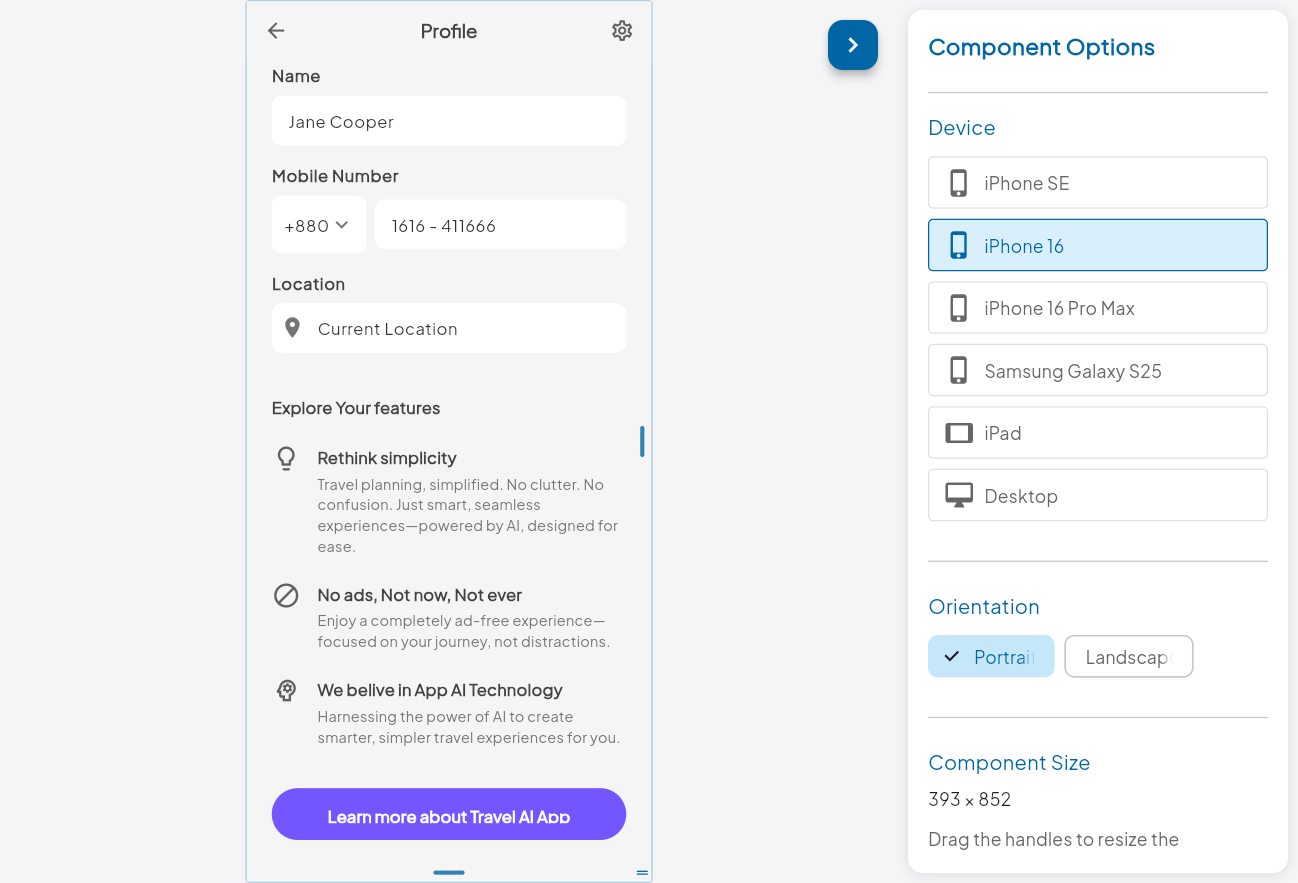 Profile
Name
Jane Cooper
Mobile Number
+880
1616 - 411666
Location
Current Location
Explore Your features
Rethink simplicity
Travel planning, simplified. No clutter. No
confusion. Just smart, seamless
experiences—powered by AI, designed for
ease.
No ads, Not now, Not ever
Enjoy a completely ad-free experience—
focused on your journey, not distractions.
We belive in App AI Technology
Harnessing the power of AI to create
smarter, simpler travel experiences for you.
Learn more about Travel AI App
Component Options
Device
iPhone SE
iPhone 16
iPhone 16 Pro Max
Samsung Galaxy S25
iPad
Desktop
Orientation
Portrait
Landscape
Component Size
393 × 852
Drag the handles to resize the